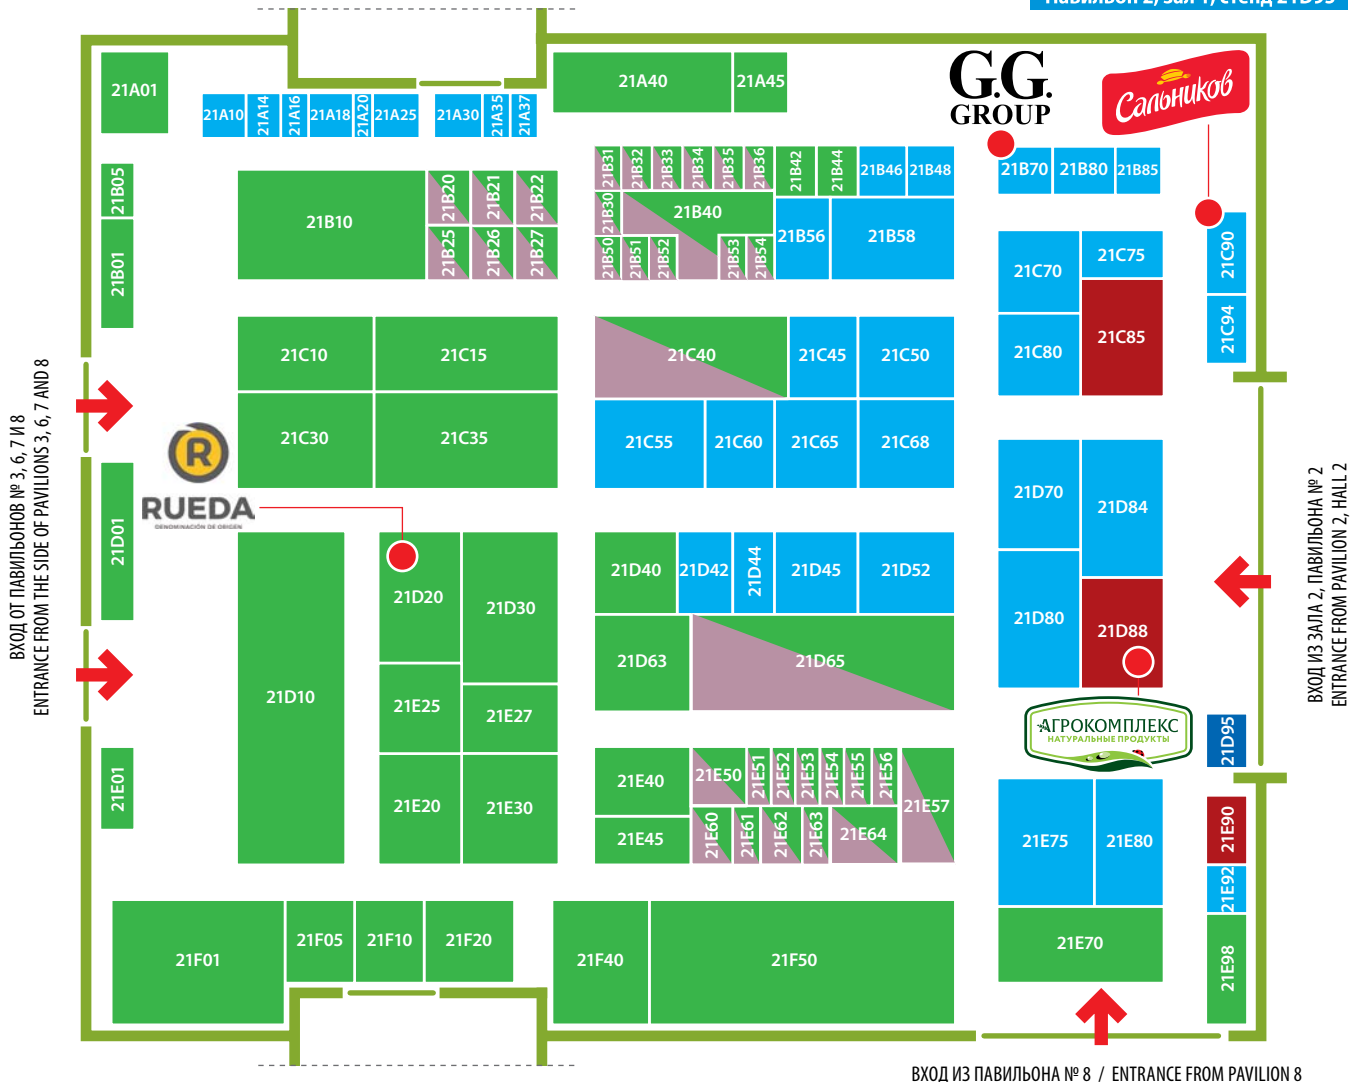 Павильон 2, зал 1, стенд 21D95
G.G.
GROUP
Сальников
21A01
21A10
21A14
21A16
21A18
21A20
21A25
21A30
21A35
21A37
21A40
21A45
21B05
21B01
21B10
21B20
21B21
21B22
21B25
21B26
21B27
21B31
21B32
21B33
21B34
21B35
21B36
21B30
21B40
21B50
21B51
21B52
21B53
21B54
21B42
21B44
21B46
21B48
21B56
21B58
21B70
21B80
21B85
21C10
21C15
21C30
21C35
21C40
21C45
21C50
21C55
21C60
21C65
21C68
21C70
21C75
21C80
21C85
21C90
21C94
ВХОД ОТ ПАВИЛЬОНОВ № 3, 6, 7 И 8
ENTRANCE FROM THE SIDE OF PAVILIONS 3, 6, 7 AND 8
R
RUEDA
DENOMINACIÓN DE ORIGEN
21D01
21D10
21D20
21D30
21D40
21D42
21D44
21D45
21D52
21D63
21D65
21D70
21D84
21D80
21D88
21D95
АГРОКОМПЛЕКС
НАТУРАЛЬНЫЕ ПРОДУКТЫ
ВХОД ИЗ ЗАЛА 2, ПАВИЛЬОНА № 2
ENTRANCE FROM PAVILION 2, HALL 2
21E01
21E25
21E27
21E20
21E30
21E40
21E45
21E50
21E51
21E52
21E53
21E54
21E55
21E56
21E57
21E60
21E61
21E62
21E63
21E64
21E75
21E80
21E70
21E90
21E92
21E98
21F01
21F05
21F10
21F20
21F40
21F50
ВХОД ИЗ ПАВИЛЬОНА № 8 / ENTRANCE FROM PAVILION 8